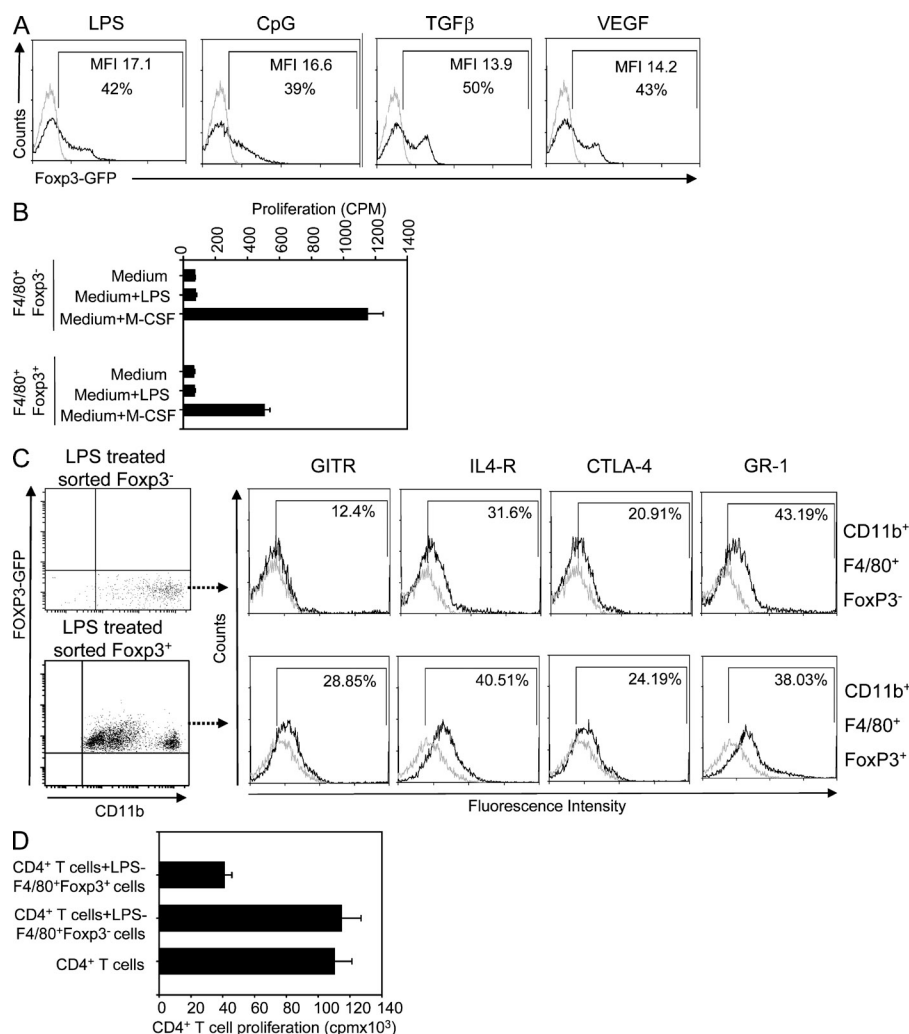 A
LPS CpG TGFβ VEGF
MFI 17.1 MFI 16.6 MFI 13.9 MFI 14.2
42% 39% 50% 43%
Counts
Foxp3-GFP
B
Proliferation (CPM)
0 200 400 600 800 1000 1200 1400
F4/80⁺
Foxp3⁻
Medium
Medium+LPS
Medium+M-CSF
F4/80⁺
Foxp3⁺
Medium
Medium+LPS
Medium+M-CSF
C
LPS treated
sorted Foxp3⁻
GITR IL4-R CTLA-4 GR-1
12.4% 31.6% 20.91% 43.19%
CD11b⁺
F4/80⁺
FoxP3⁻
FOXP3-GFP
Counts
LPS treated
sorted Foxp3⁺
28.85% 40.51% 24.19% 38.03%
CD11b⁺
F4/80⁺
FoxP3⁺
CD11b
Fluorescence Intensity
D
CD4⁺ T cells+LPS-
F4/80⁺Foxp3⁺ cells
CD4⁺ T cells+LPS-
F4/80⁺Foxp3⁻ cells
CD4⁺ T cells
0 20 40 60 80 100 120 140
CD4⁺ T cell proliferation (cpmx10³)